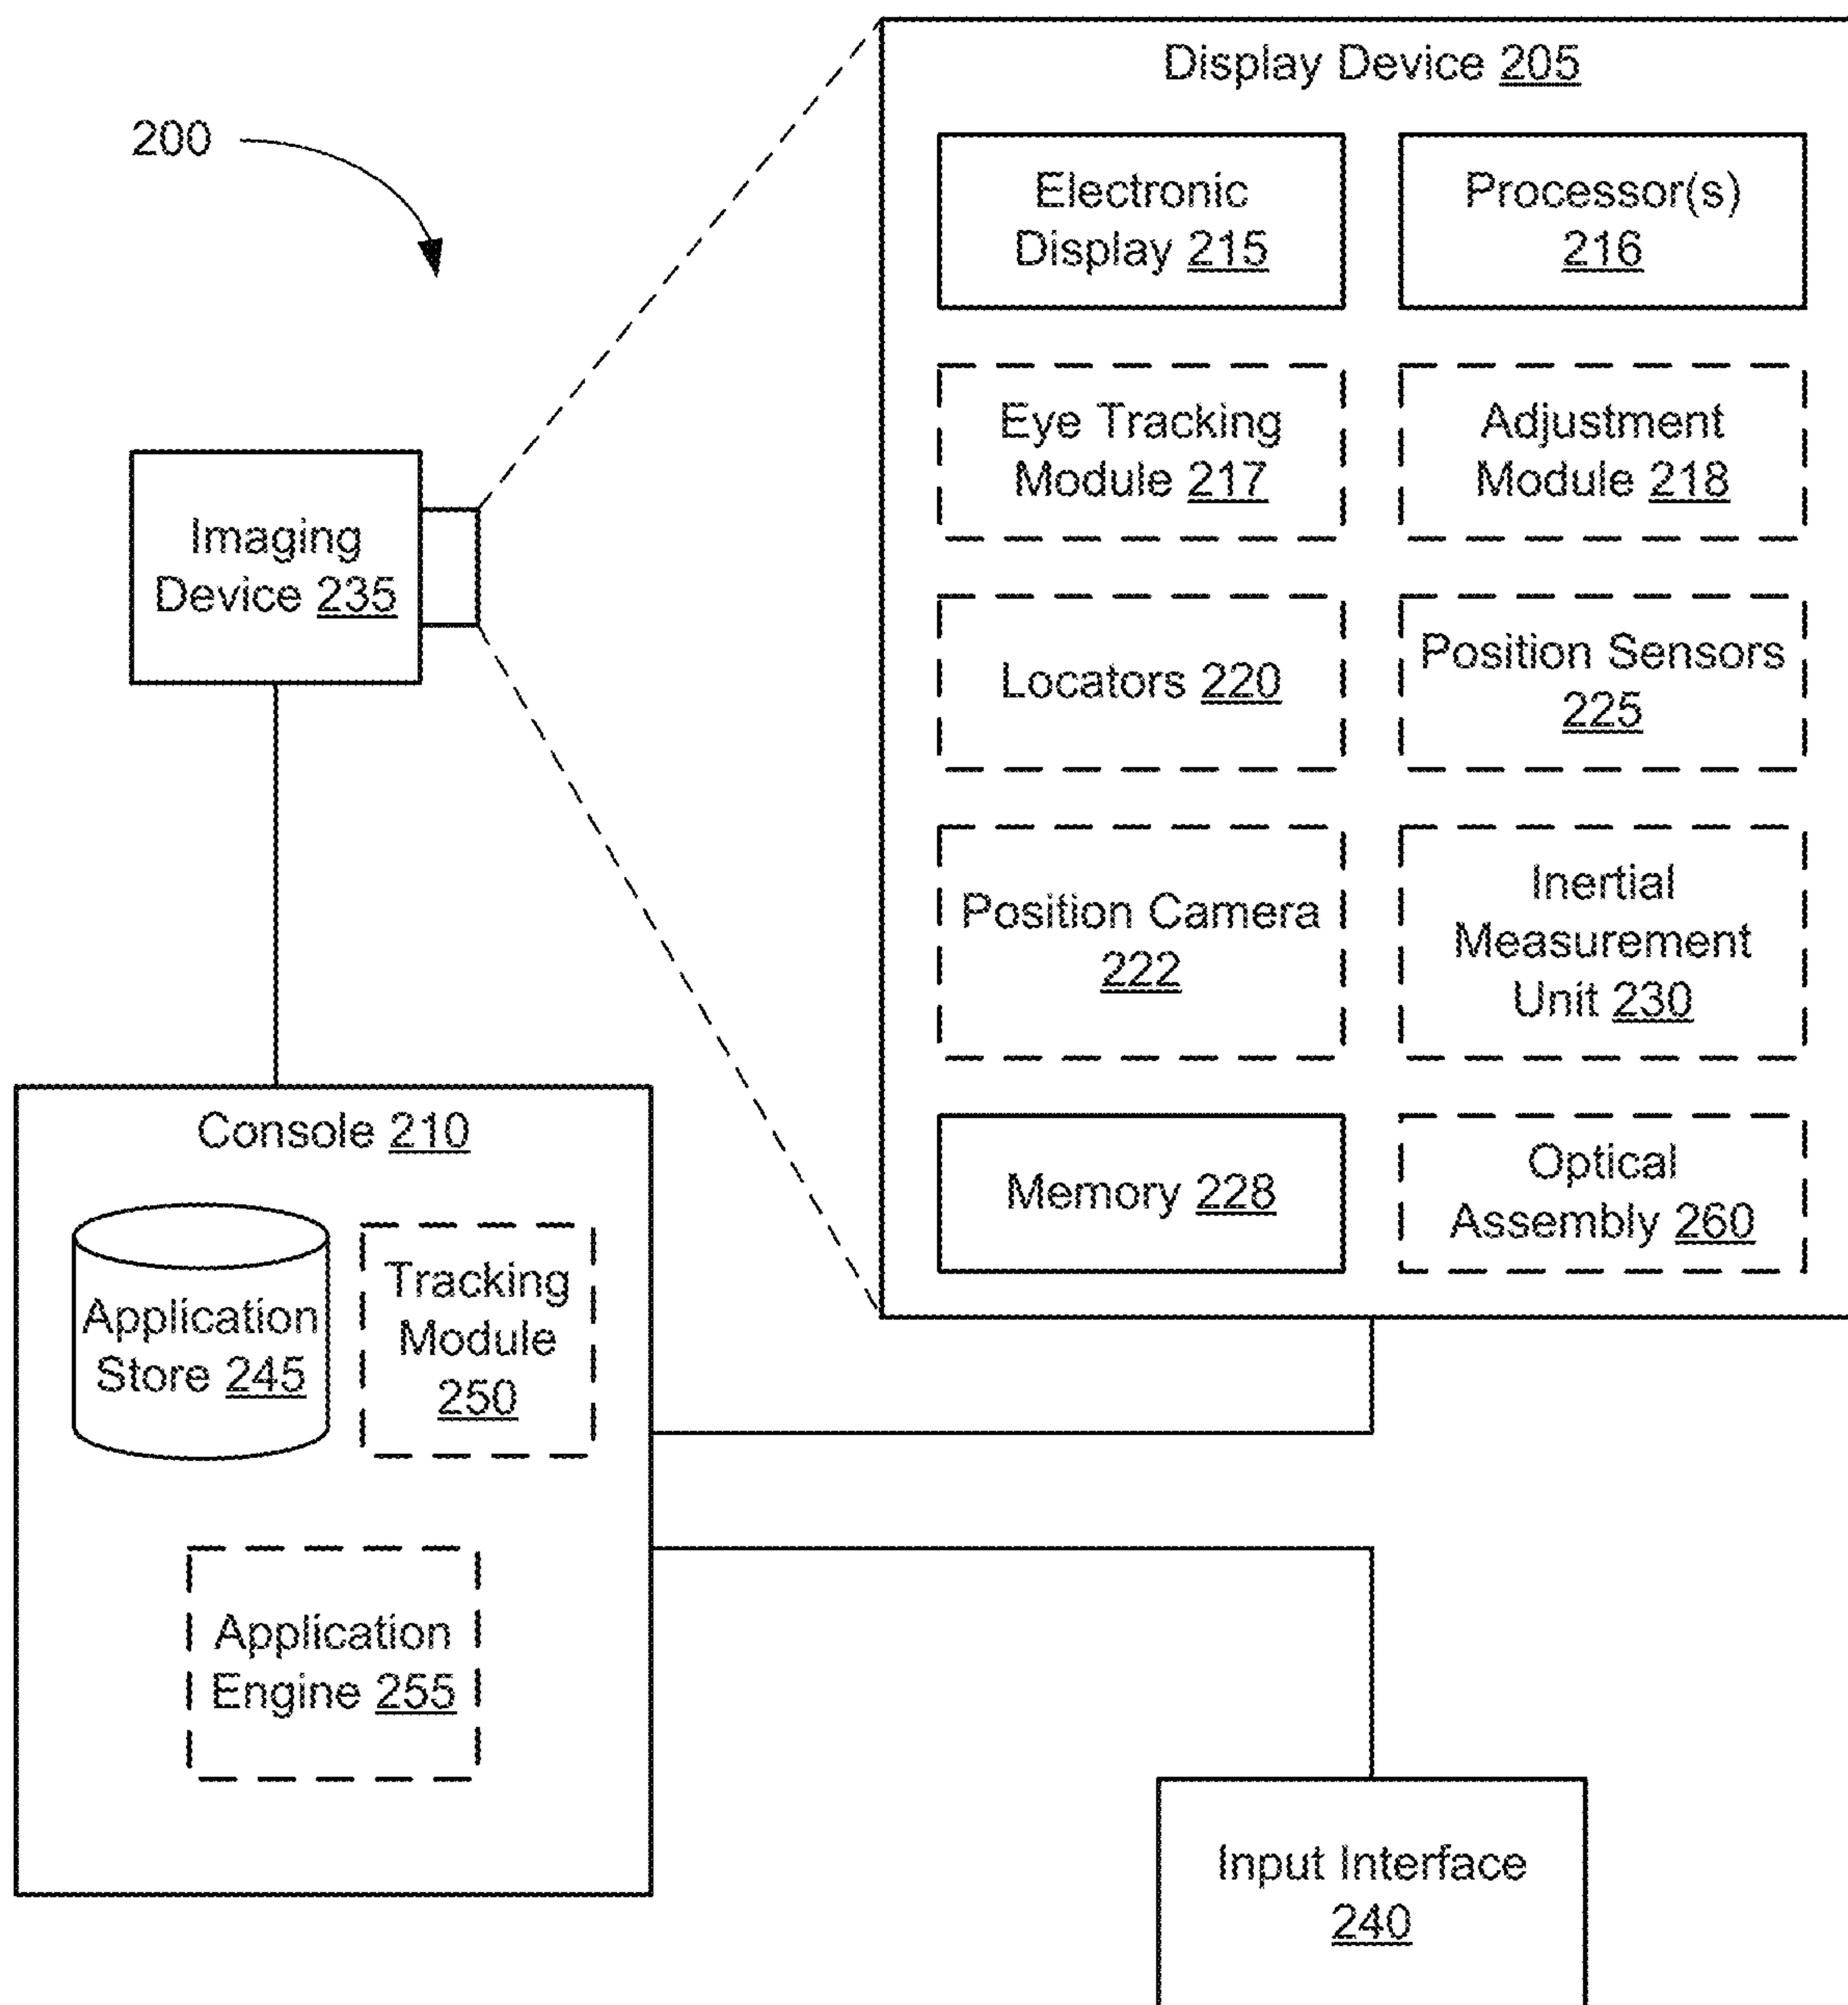 Display Device 205
200
Electronic
Display 215
Processor(s)
216
Eye Tracking
Module 217
Adjustment
Module 218
Imaging
Device 235
Locators 220
Position Sensors
225
Position Camera
222
Inertial
Measurement
Unit 230
Console 210
Memory 228
Optical
Assembly 260
Application
Store 245
Tracking
Module
250
Application
Engine 255
Input Interface
240